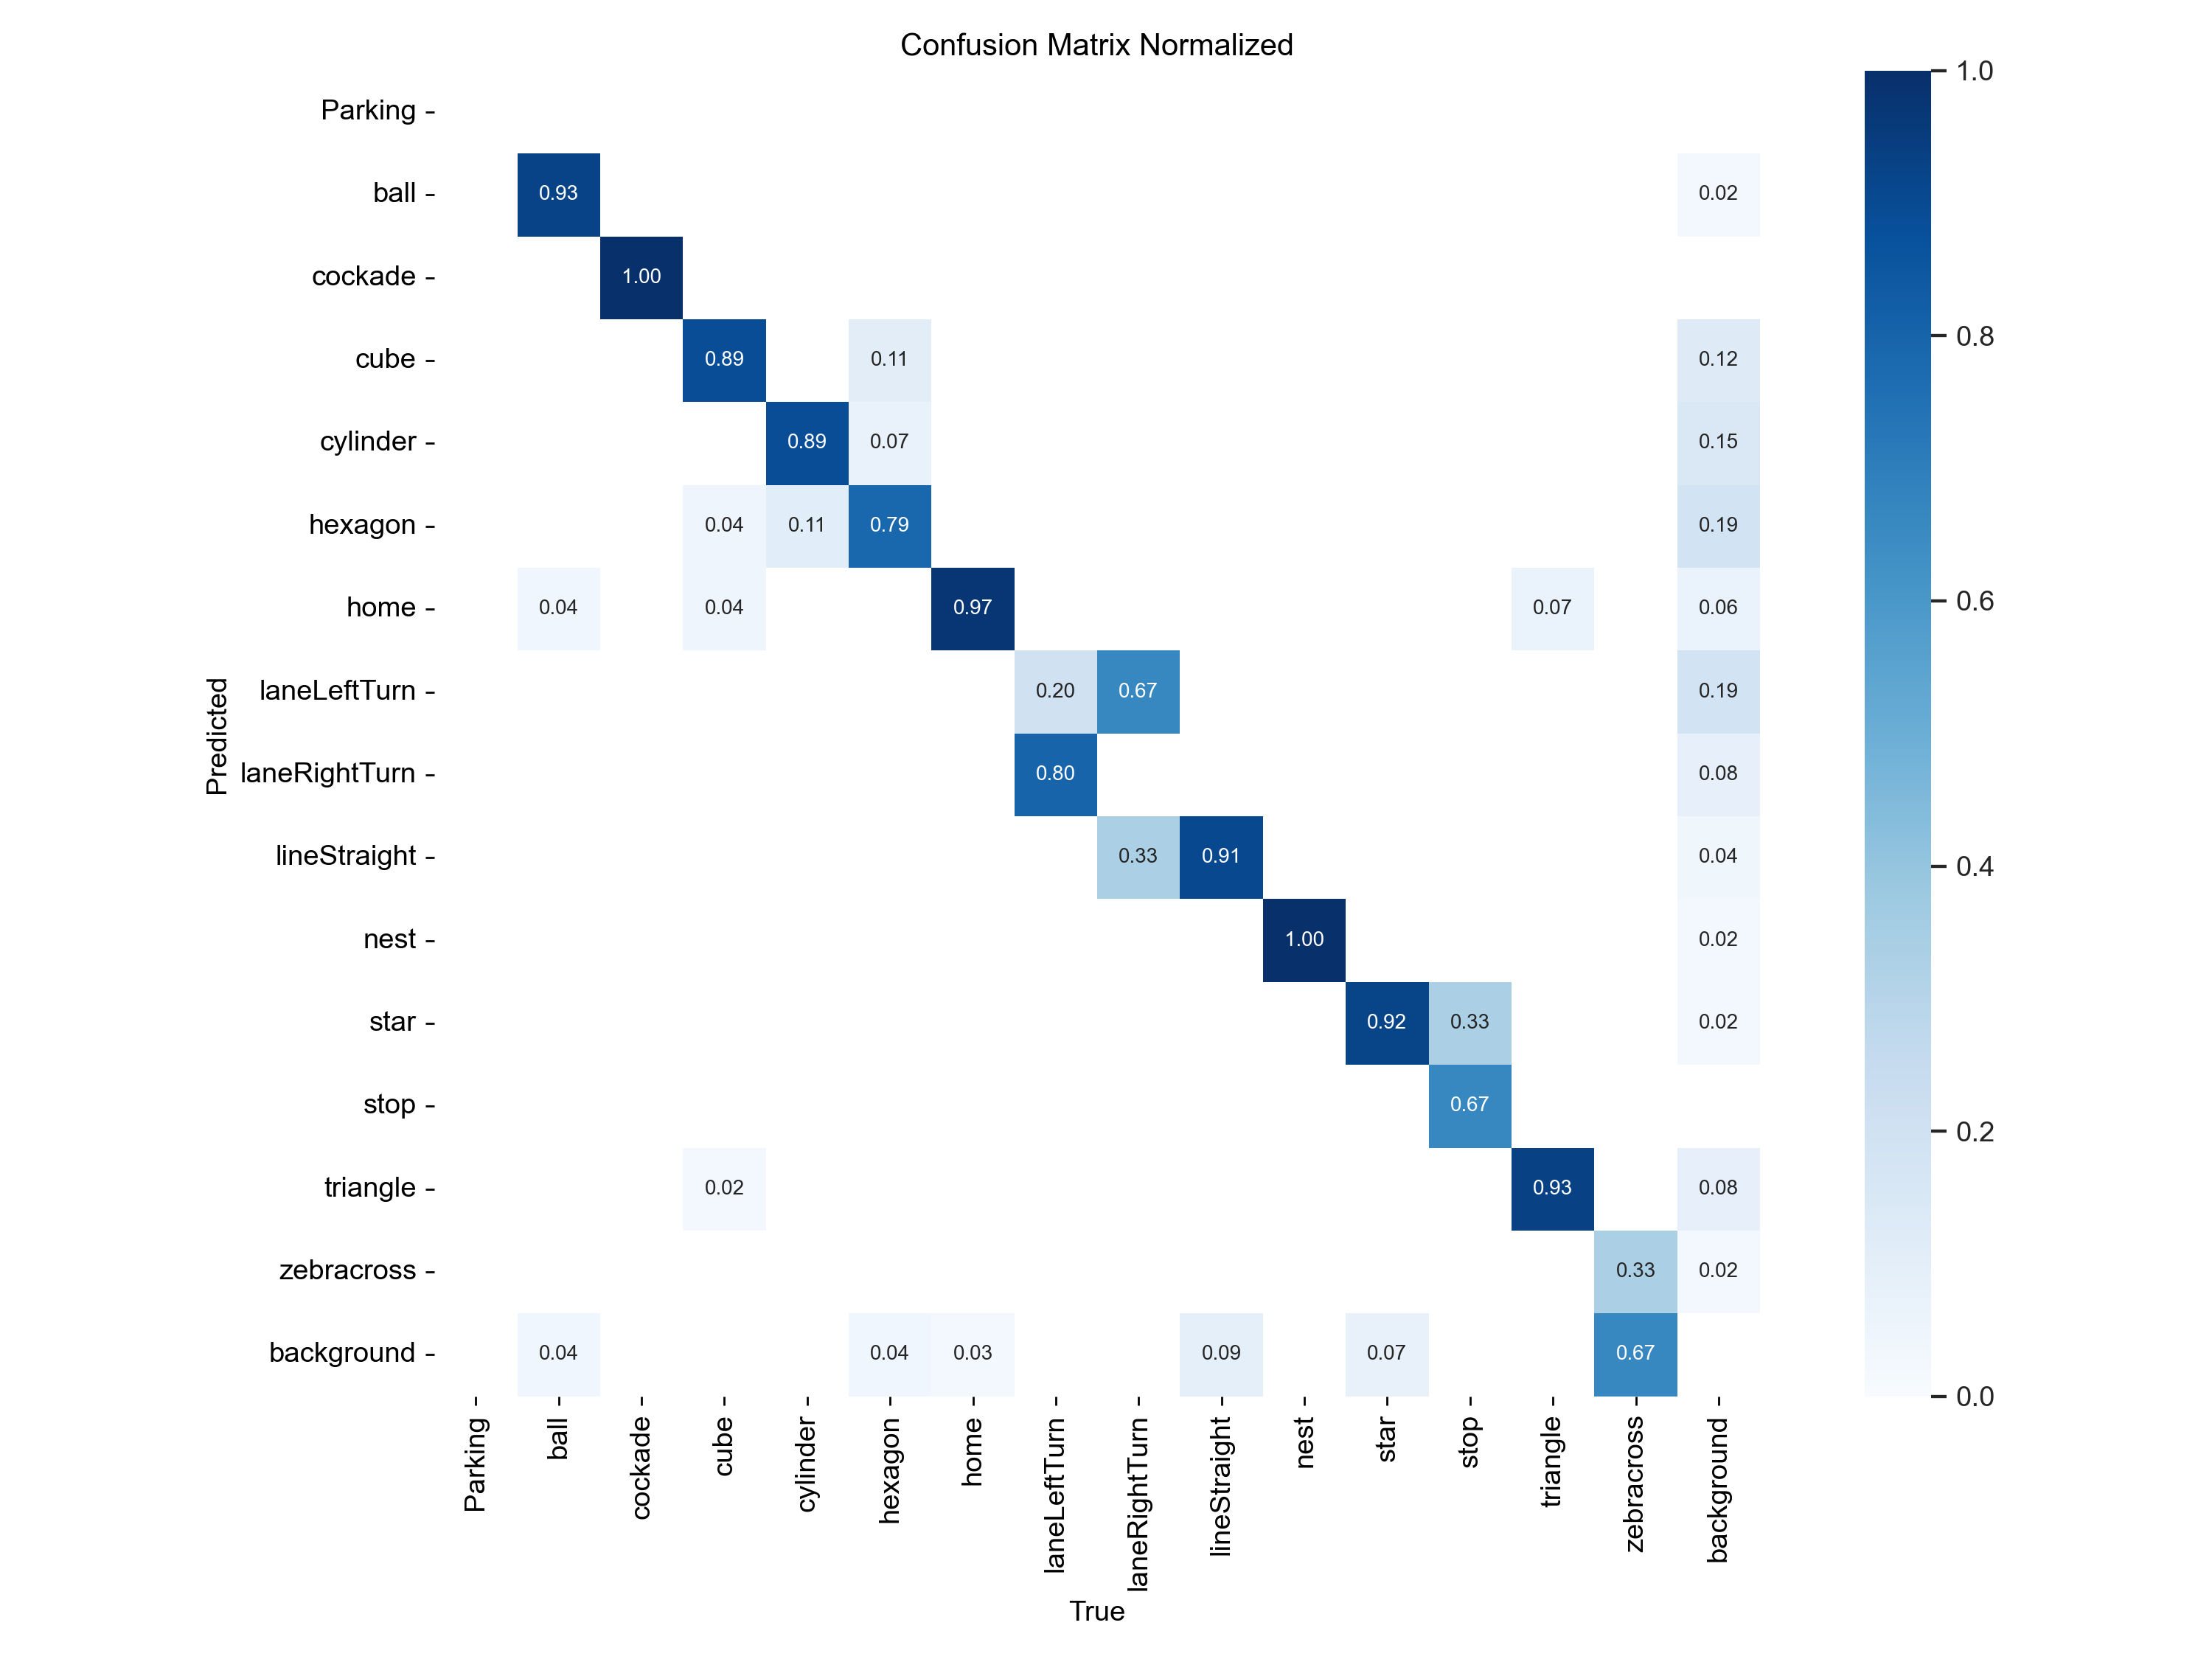 Confusion Matrix Normalized
Parking
ball 0.93 0.02
cockade 1.00
cube 0.89 0.11 0.12
cylinder 0.89 0.07 0.15
hexagon 0.04 0.11 0.79 0.19
home 0.04 0.04 0.97 0.07 0.06
laneLeftTurn 0.20 0.67 0.19
laneRightTurn 0.80 0.08
lineStraight 0.33 0.91 0.04
nest 1.00 0.02
star 0.92 0.33 0.02
stop 0.67
triangle 0.02 0.93 0.08
zebracross 0.33 0.02
background 0.04 0.04 0.03 0.09 0.07 0.67
Predicted
Parking
ball
cockade
cube
cylinder
hexagon
home
laneLeftTurn
laneRightTurn
lineStraight
nest
star
stop
triangle
zebracross
background
True
1.0
0.8
0.6
0.4
0.2
0.0